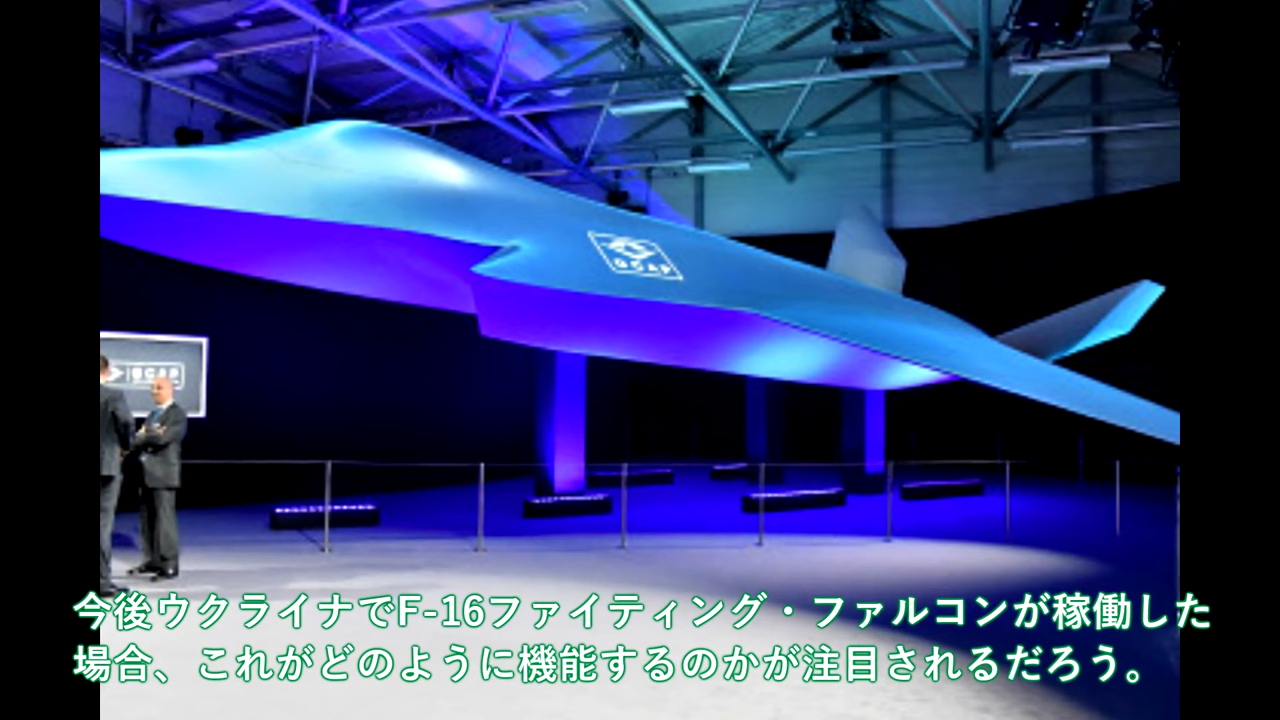 GCAP
GCAP
今後ウクライナでF-16ファイティング・ファルコンが稼働した
場合、これがどのように機能するのかが注目されるだろう。